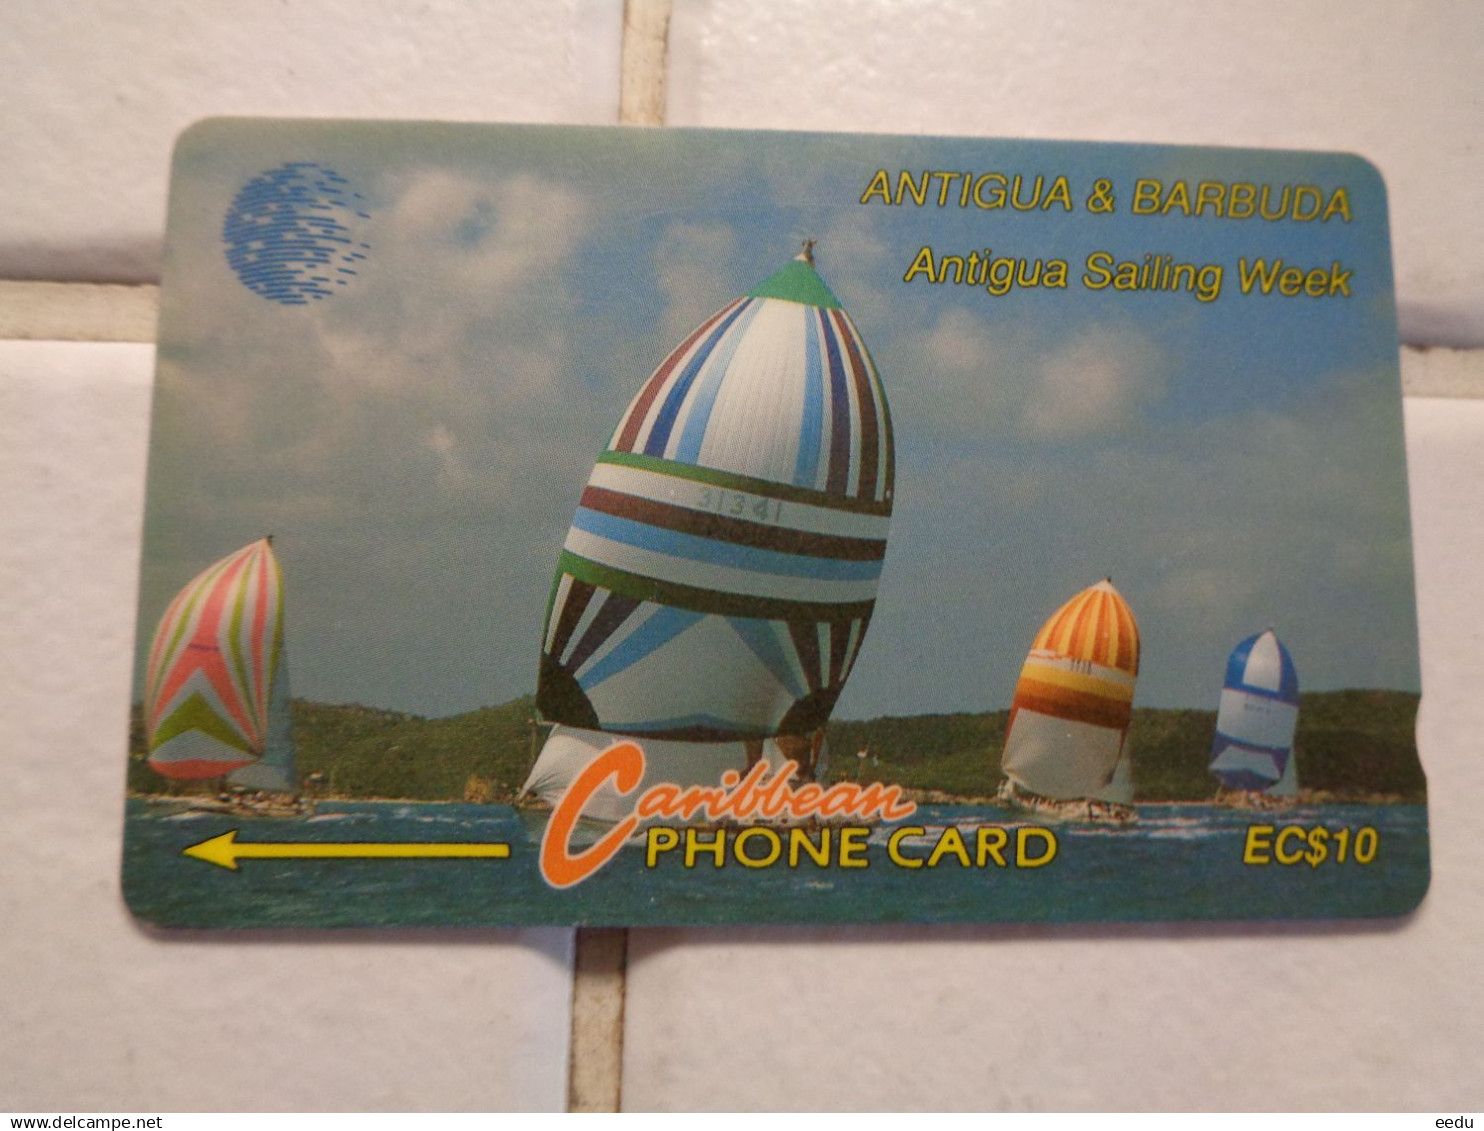 ANTIGUA & BARBUDA
Antigua Sailing Week
31341
Caribbean
PHONE CARD
EC$10
www.delcampe.net
eedu